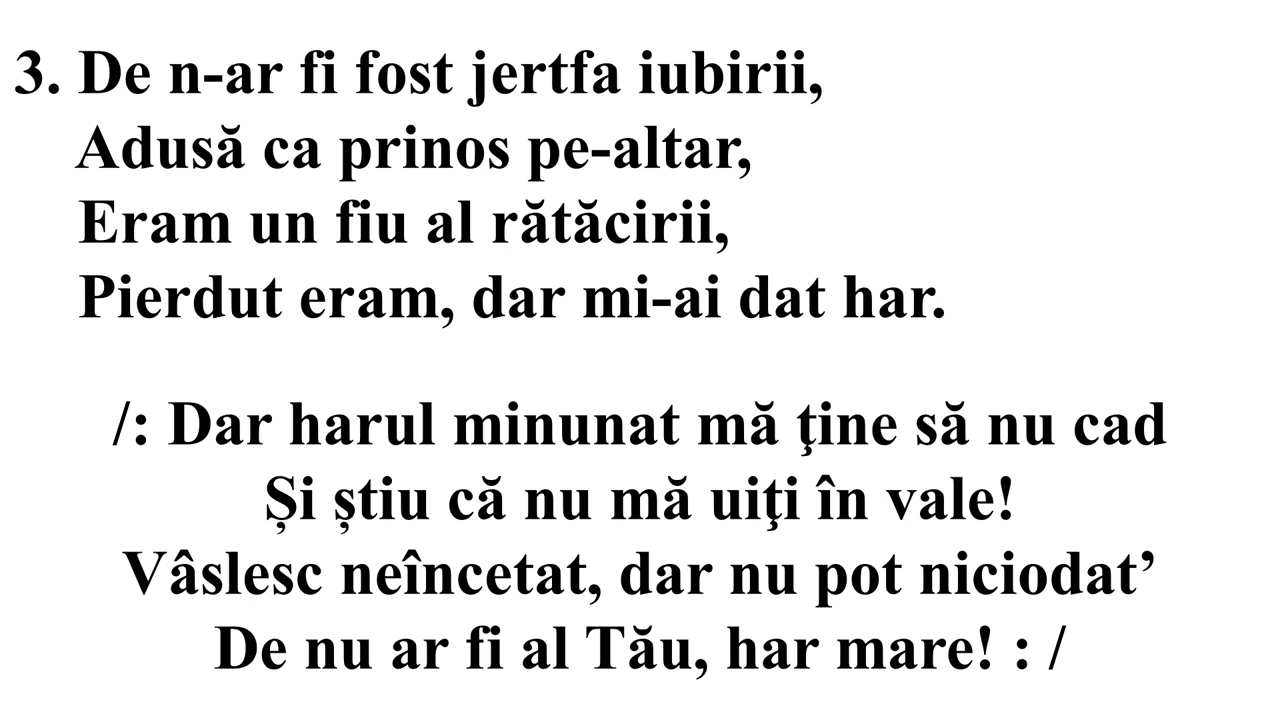 3. De n-ar fi fost jertfa iubirii,
Adusă ca prinos pe-altar,
Eram un fiu al rătăcirii,
Pierdut eram, dar mi-ai dat har.
/: Dar harul minunat mă ţine să nu cad
Și știu că nu mă uiţi în vale!
Vâslesc neîncetat, dar nu pot niciodat’
De nu ar fi al Tău, har mare! : /